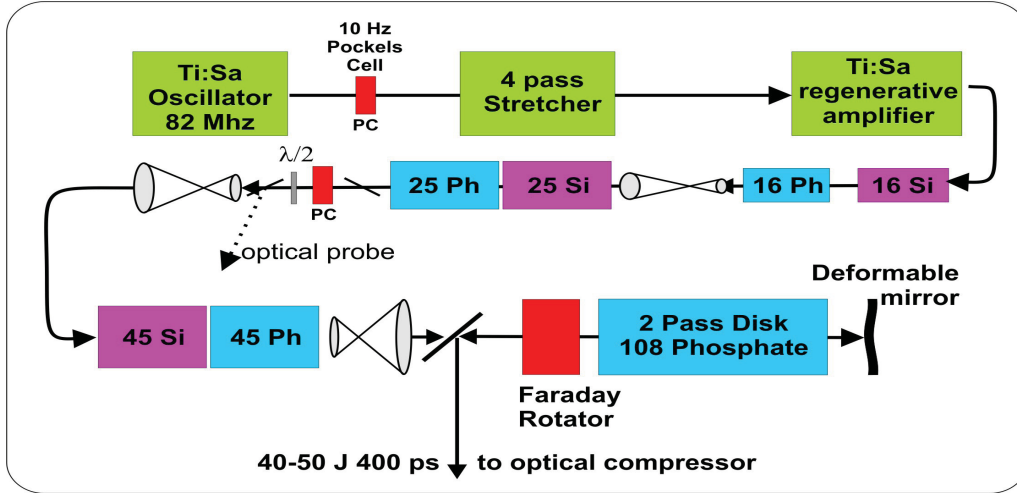 10 Hz
Pockels
Cell
Ti:Sa
Oscillator
82 Mhz
PC
4 pass
Stretcher
Ti:Sa
regenerative
amplifier
λ/2
PC
25 Ph
25 Si
16 Ph
16 Si
optical probe
Deformable
mirror
45 Si
45 Ph
2 Pass Disk
108 Phosphate
Faraday
Rotator
40-50 J 400 ps to optical compressor